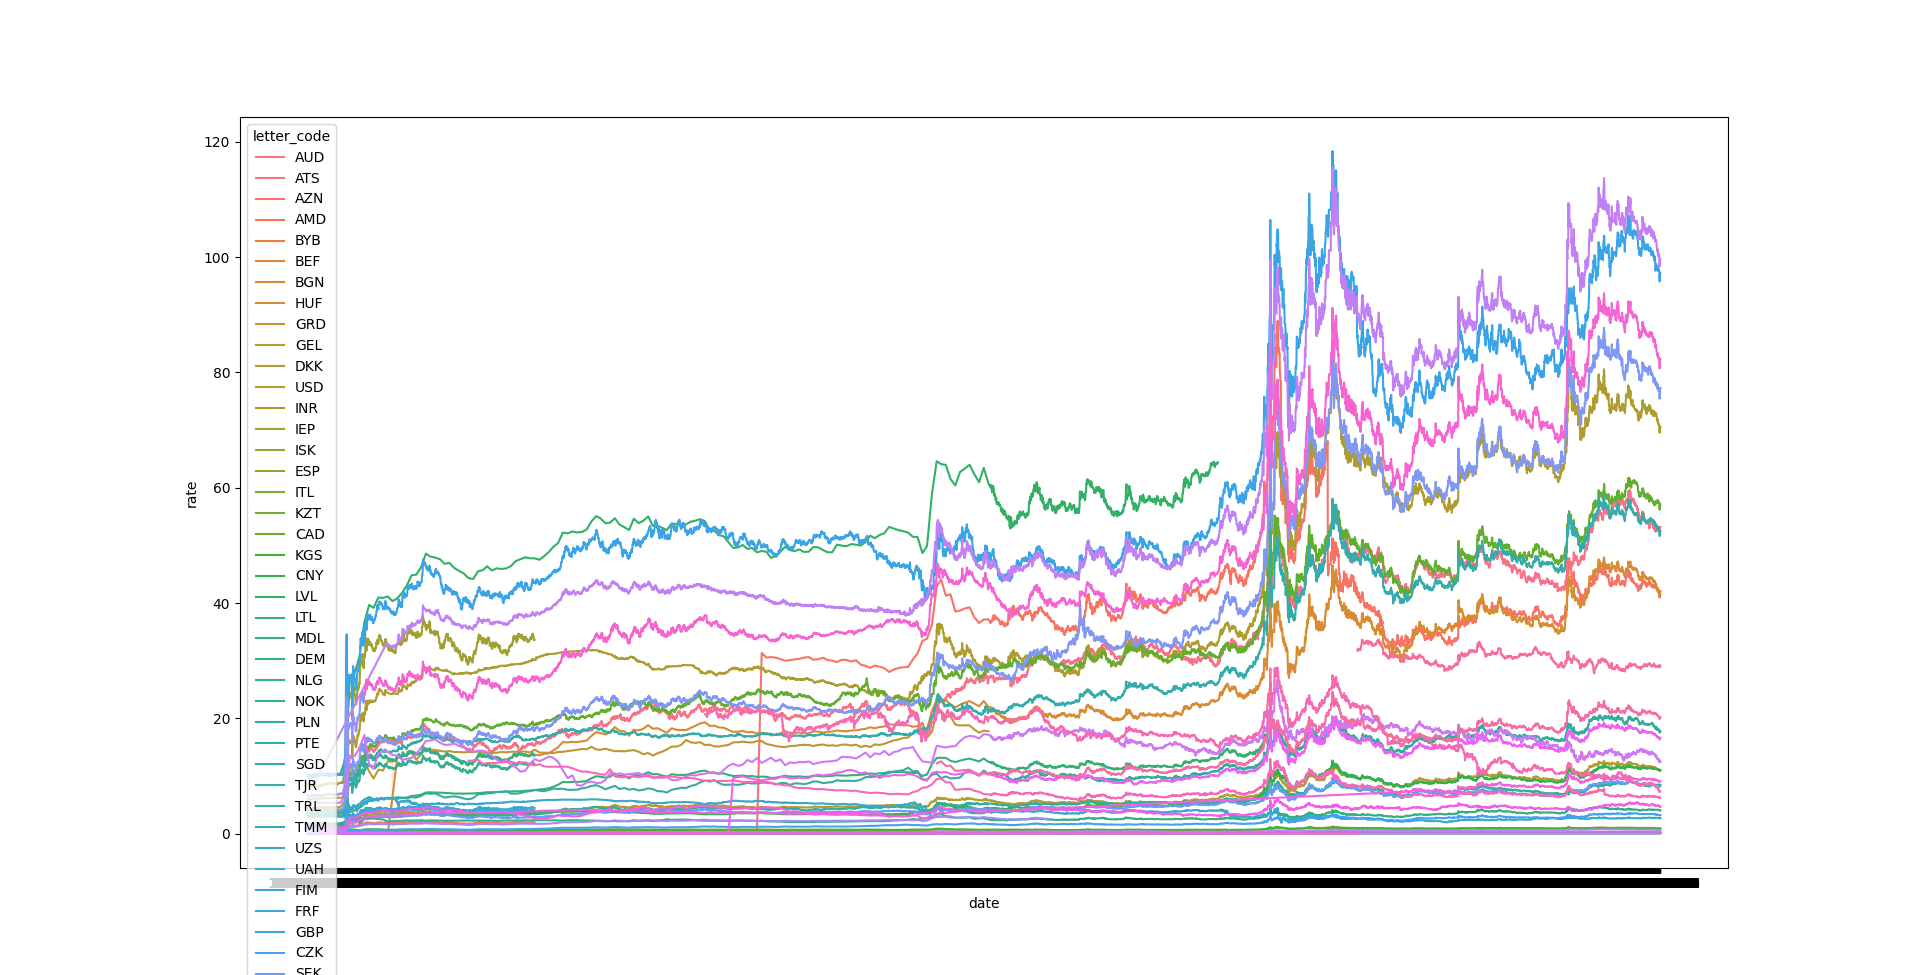 120
100
80
60
40
20
0
rate
letter_code
AUD
ATS
AZN
AMD
BYB
BEF
BGN
HUF
GRD
GEL
DKK
USD
INR
IEP
ISK
ESP
ITL
KZT
CAD
KGS
CNY
LVL
LTL
MDL
DEM
NLG
NOK
PLN
PTE
SGD
TJR
TRL
TMM
UZS
UAH
FIM
FRF
GBP
CZK
SEK
date